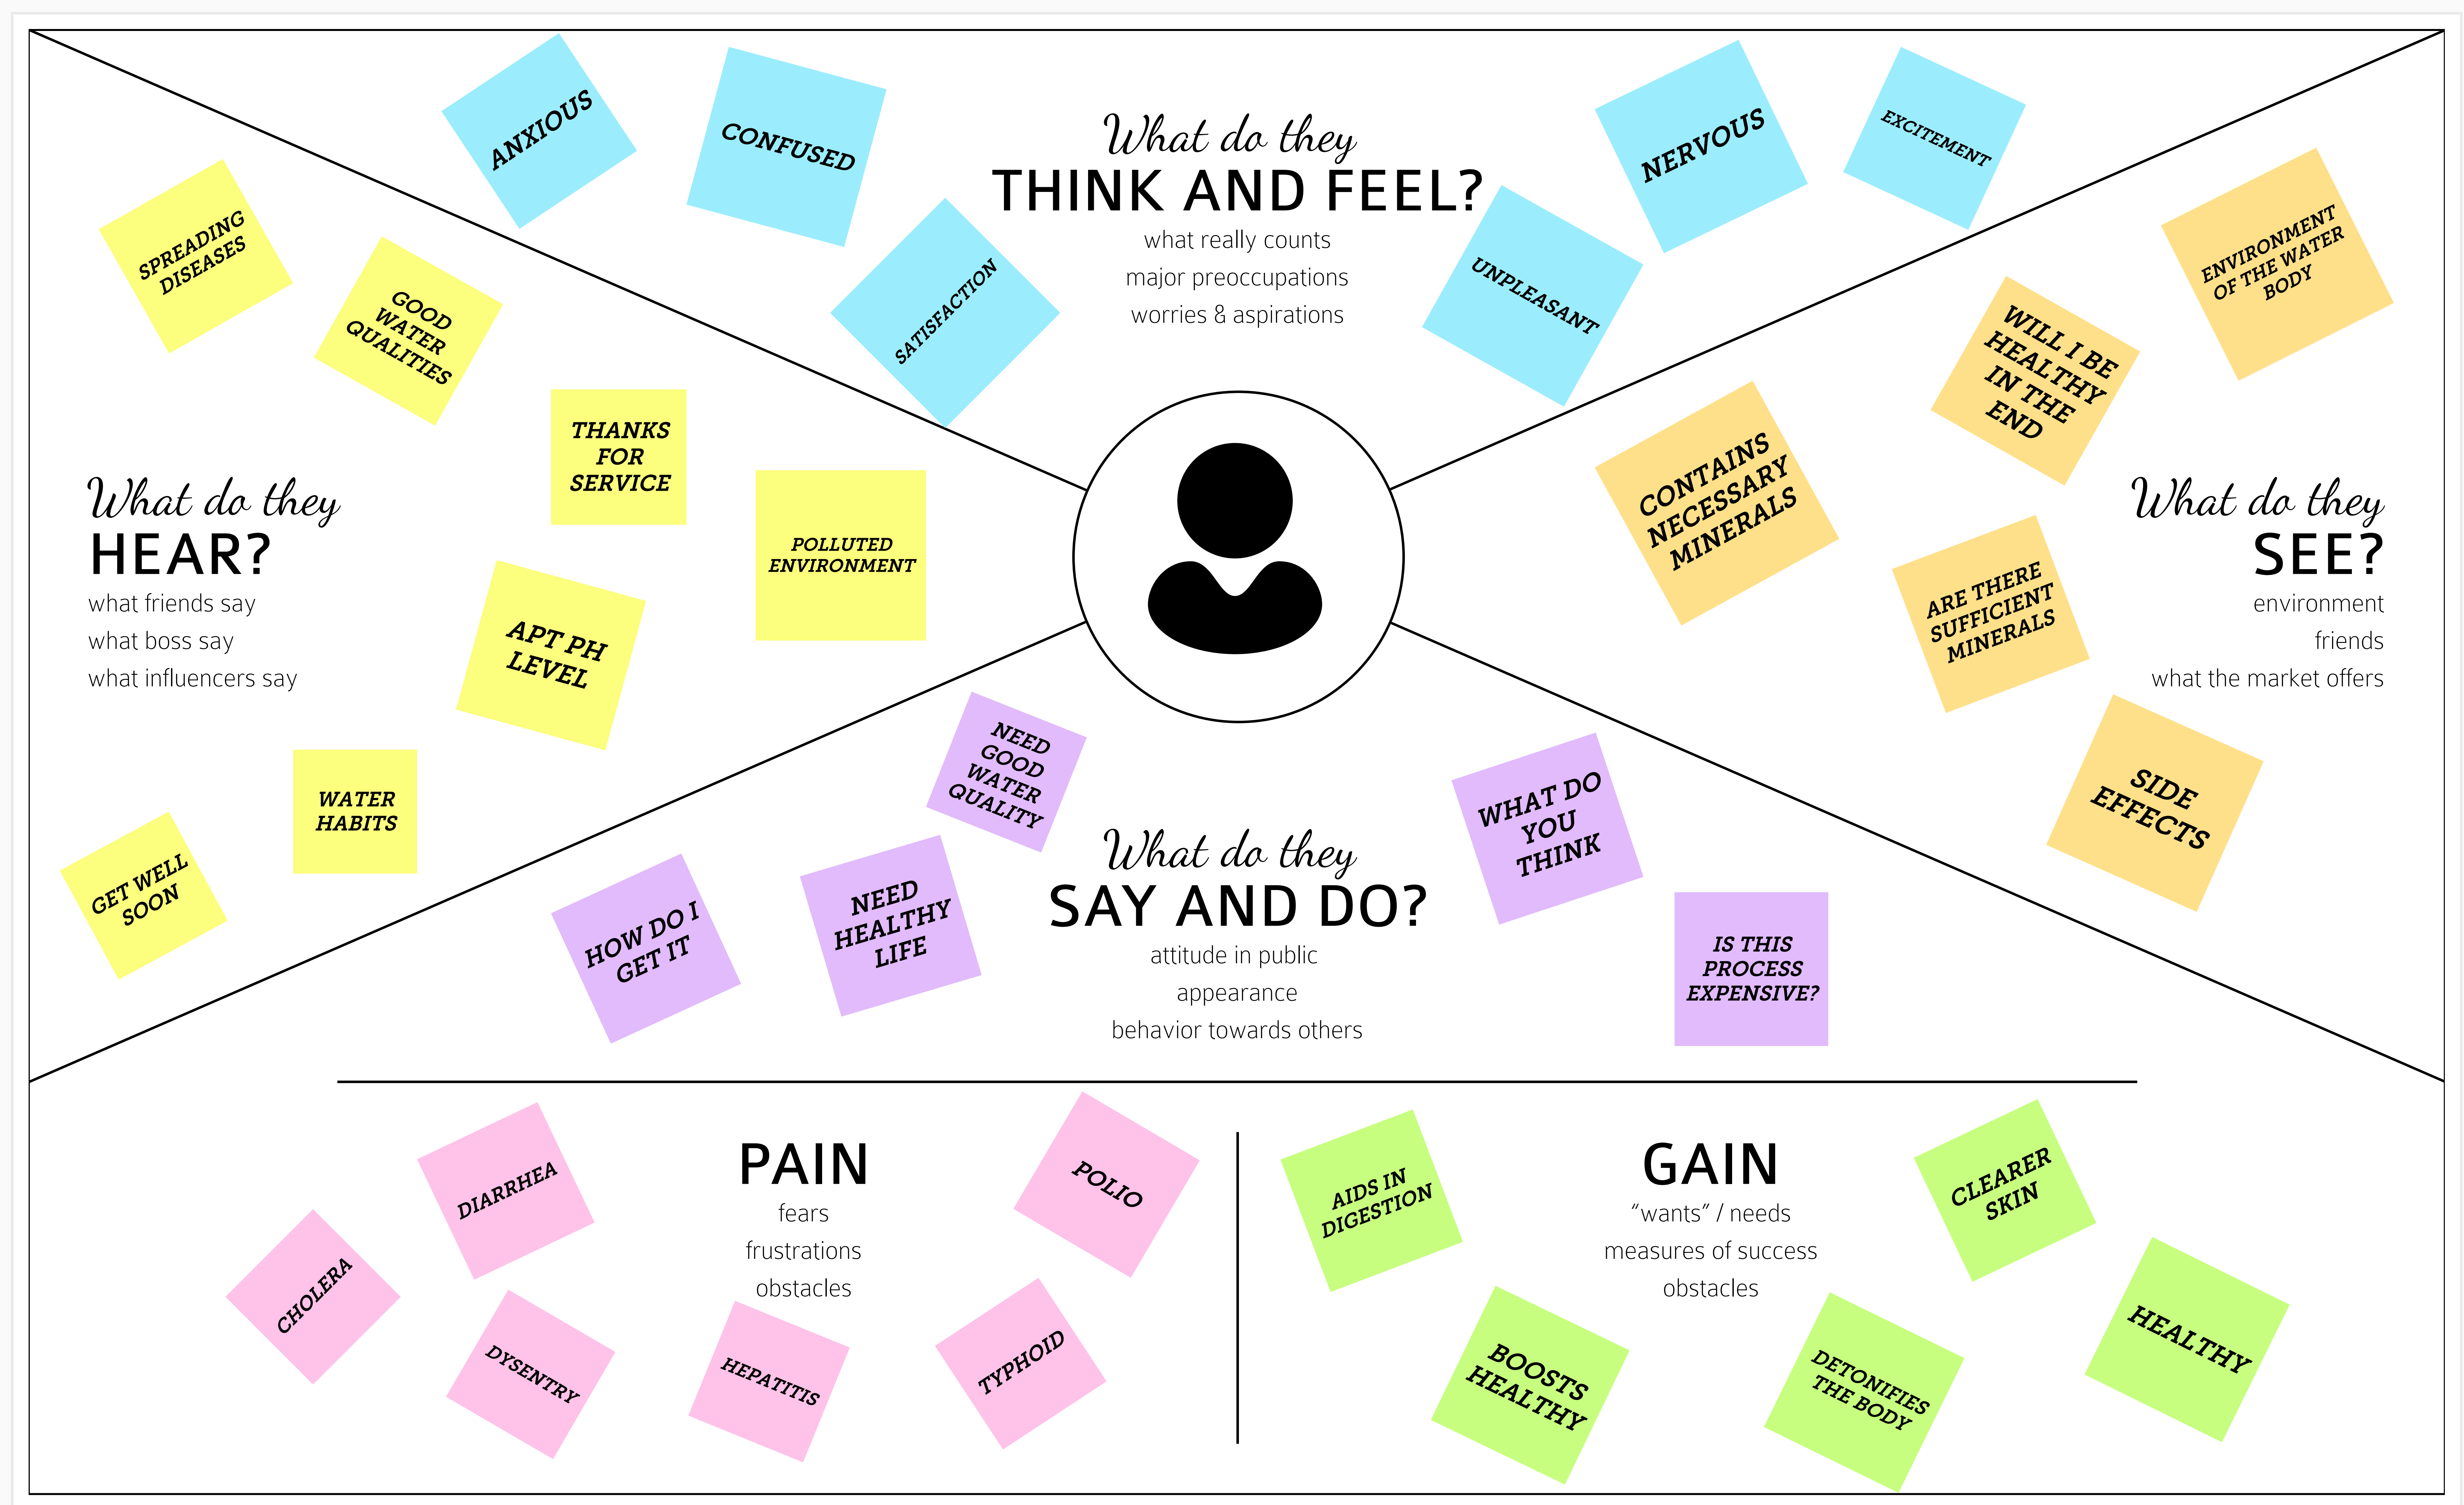 What do they
THINK AND FEEL?
what really counts
major preoccupations
worries & aspirations
ANXIOUS
CONFUSED
SATISFACTION
NERVOUS
EXCITEMENT
UNPLEASANT
What do they
HEAR?
what friends say
what boss say
what influencers say
SPREADING
DISEASES
GOOD
WATER
QUALITIES
THANKS
FOR
SERVICE
POLLUTED
ENVIRONMENT
APT PH
LEVEL
WATER
HABITS
GET WELL
SOON
What do they
SEE?
environment
friends
what the market offers
ENVIRONMENT
OF THE WATER
BODY
WILL I BE
HEALTHY
IN THE
END
CONTAINS
NECESSARY
MINERALS
ARE THERE
SUFFICIENT
MINERALS
SIDE
EFFECTS
What do they
SAY AND DO?
attitude in public
appearance
behavior towards others
NEED
GOOD
WATER
QUALITY
HOW DO I
GET IT
NEED
HEALTHY
LIFE
WHAT DO
YOU
THINK
IS THIS
PROCESS
EXPENSIVE?
PAIN
fears
frustrations
obstacles
DIARRHEA
POLIO
CHOLERA
DYSENTRY
HEPATITIS
TYPHOID
GAIN
“wants” / needs
measures of success
obstacles
AIDS IN
DIGESTION
CLEARER
SKIN
BOOSTS
HEALTHY
DETONIFIES
THE BODY
HEALTHY